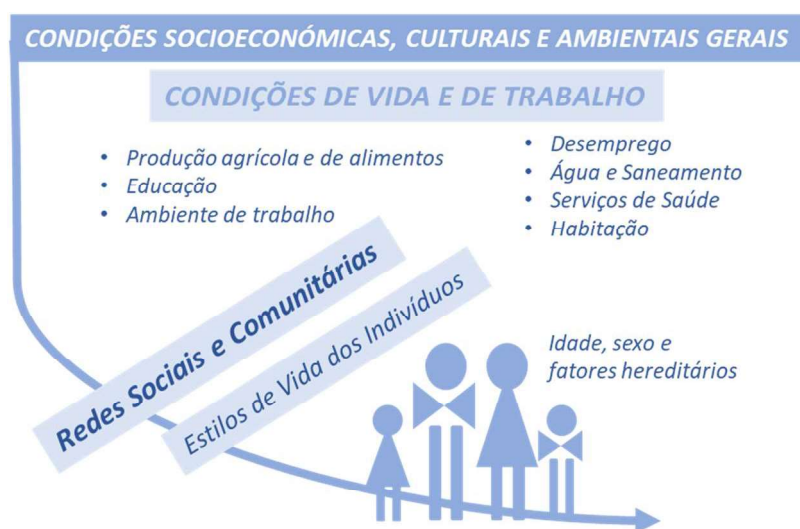 CONDIÇÕES SOCIOECONÓMICAS, CULTURAIS E AMBIENTAIS GERAIS
CONDIÇÕES DE VIDA E DE TRABALHO
• Produção agrícola e de alimentos
• Educação
• Ambiente de trabalho
• Desemprego
• Água e Saneamento
• Serviços de Saúde
• Habitação
Redes Sociais e Comunitárias
Estilos de Vida dos Indivíduos
Idade, sexo e
fatores hereditários